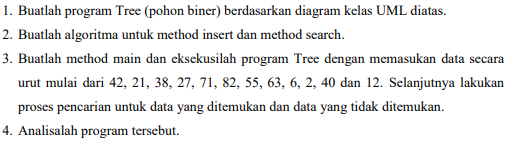 1. Buatlah program Tree (pohon biner) berdasarkan diagram kelas UML diatas.
2. Buatlah algoritma untuk method insert dan method search.
3. Buatlah method main dan eksekusilah program Tree dengan memasukan data secara
urut mulai dari 42, 21, 38, 27, 71, 82, 55, 63, 6, 2, 40 dan 12. Selanjutnya lakukan
proses pencarian untuk data yang ditemukan dan data yang tidak ditemukan.
4. Analisalah program tersebut.